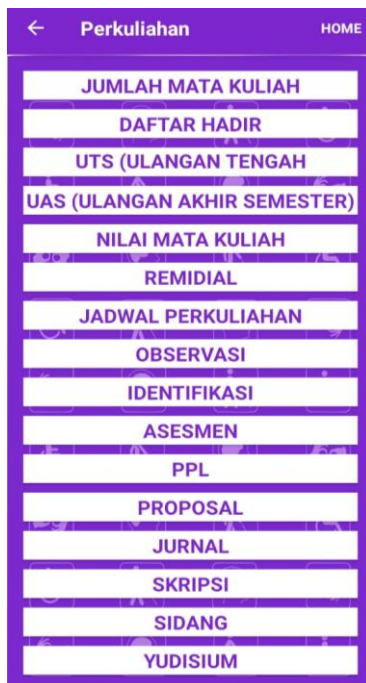 Perkuliahan HOME
JUMLAH MATA KULIAH
DAFTAR HADIR
UTS (ULANGAN TENGAH
UAS (ULANGAN AKHIR SEMESTER)
NILAI MATA KULIAH
REMIDIAL
JADWAL PERKULIAHAN
OBSERVASI
IDENTIFIKASI
ASESMEN
PPL
PROPOSAL
JURNAL
SKRIPSI
SIDANG
YUDISIUM